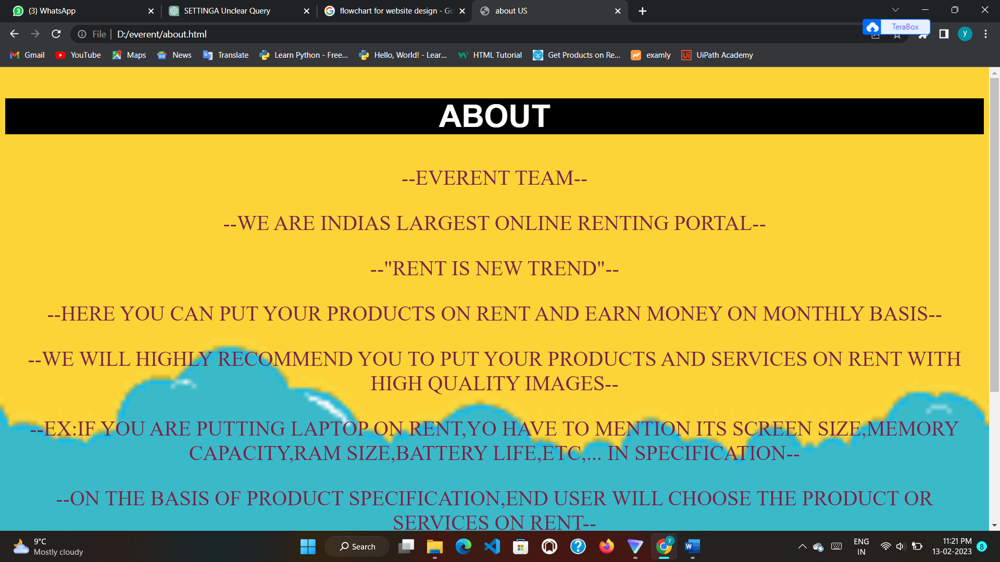 (3) WhatsApp
SETTINGA Unclear Query
flowchart for website design - Go
about US
File
D:/everent/about.html
TeraBox
y
Gmail
YouTube
Maps
News
Translate
Learn Python - Free...
Hello, World! - Lear...
HTML Tutorial
Get Products on Re...
examly
UiPath Academy
ABOUT
--EVERENT TEAM--
--WE ARE INDIAS LARGEST ONLINE RENTING PORTAL--
--"RENT IS NEW TREND"--
--HERE YOU CAN PUT YOUR PRODUCTS ON RENT AND EARN MONEY ON MONTHLY BASIS--
--WE WILL HIGHLY RECOMMEND YOU TO PUT YOUR PRODUCTS AND SERVICES ON RENT WITH
HIGH QUALITY IMAGES--
--EX:IF YOU ARE PUTTING LAPTOP ON RENT,YO HAVE TO MENTION ITS SCREEN SIZE,MEMORY
CAPACITY,RAM SIZE,BATTERY LIFE,ETC,... IN SPECIFICATION--
--ON THE BASIS OF PRODUCT SPECIFICATION,END USER WILL CHOOSE THE PRODUCT OR
SERVICES ON RENT--
9°C
Mostly cloudy
Search
ENG
IN
11:21 PM
13-02-2023
8